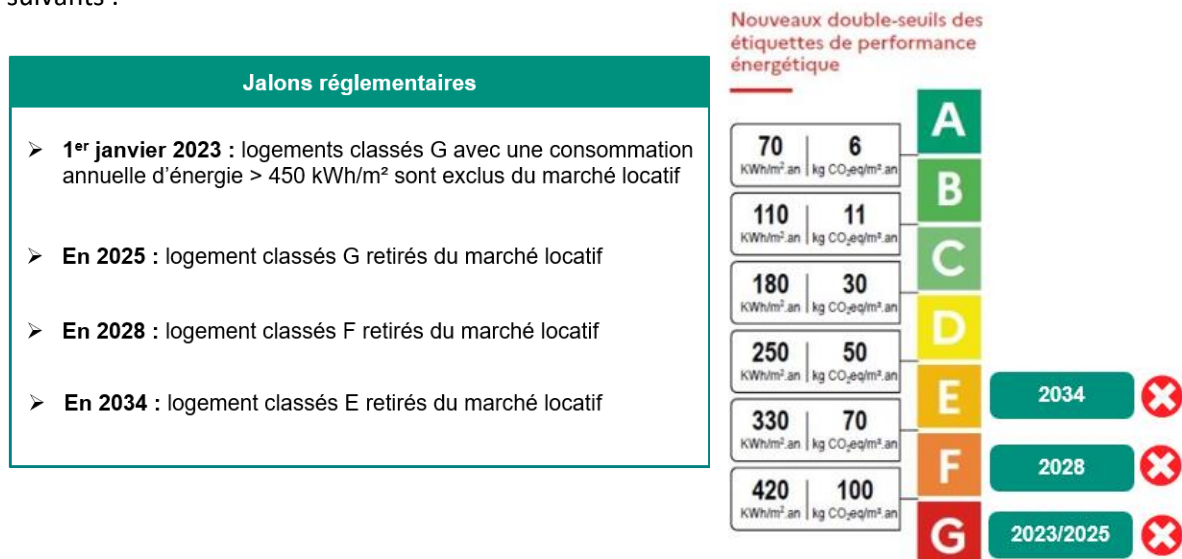 suivants :
Jalons réglementaires
➢ 1er janvier 2023 : logements classés G avec une consommation
annuelle d'énergie > 450 kWh/m² sont exclus du marché locatif
➢ En 2025 : logement classés G retirés du marché locatif
➢ En 2028 : logement classés F retirés du marché locatif
➢ En 2034 : logement classés E retirés du marché locatif
Nouveaux double-seuils des
étiquettes de performance
énergétique
A
70 6
KWh/m².an kg CO₂eq/m².an
B
110 11
KWh/m².an kg CO₂eq/m².an
C
180 30
KWh/m².an kg CO₂eq/m².an
D
250 50
KWh/m².an kg CO₂eq/m².an
E 2034
330 70
KWh/m².an kg CO₂eq/m².an
F 2028
420 100
KWh/m².an kg CO₂eq/m².an
G 2023/2025